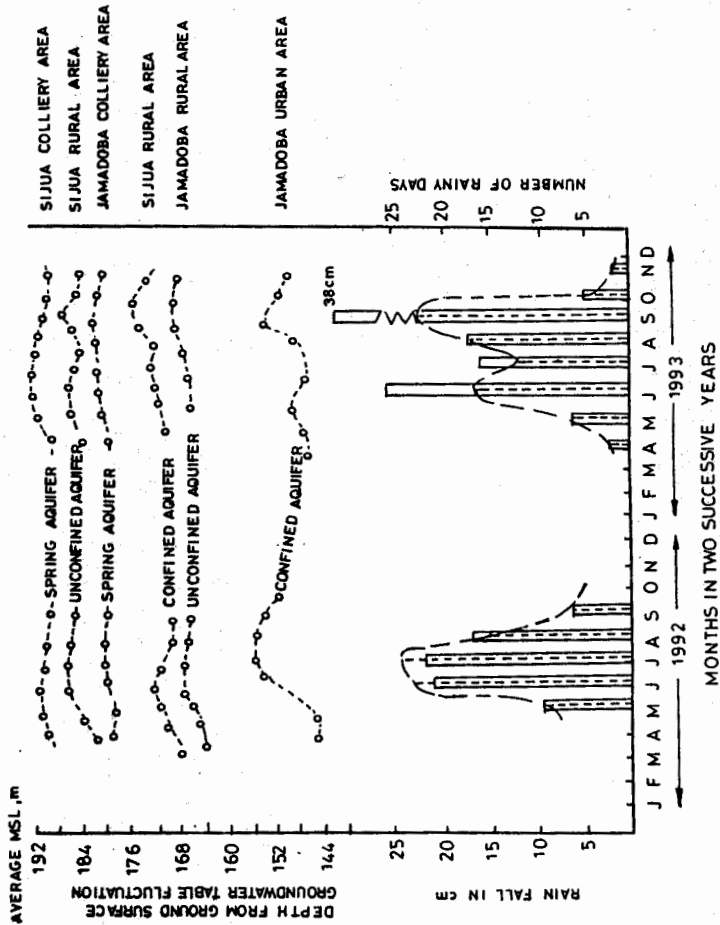 AVERAGE MSL,m
192
184
176
168
160
152
144
DEPTH FROM GROUND SURFACE
GROUNDWATER TABLE FLUCTUATION
SIJUA COLLIERY AREA
SIJUA RURAL AREA
JAMADOBA COLLIERY AREA
SIJUA RURAL AREA
JAMADOBA RURAL AREA
JAMADOBA URBAN AREA
SPRING AQUIFER
UNCONFINED AQUIFER
SPRING AQUIFER
CONFINED AQUIFER
UNCONFINED AQUIFER
CONFINED AQUIFER
38cm
25
20
15
10
5
RAIN FALL IN cm
25
20
15
10
5
NUMBER OF RAINY DAYS
J F M A M J J A S O N D J F M A M J J A S O N D
1992
1993
MONTHS IN TWO SUCCESSIVE YEARS